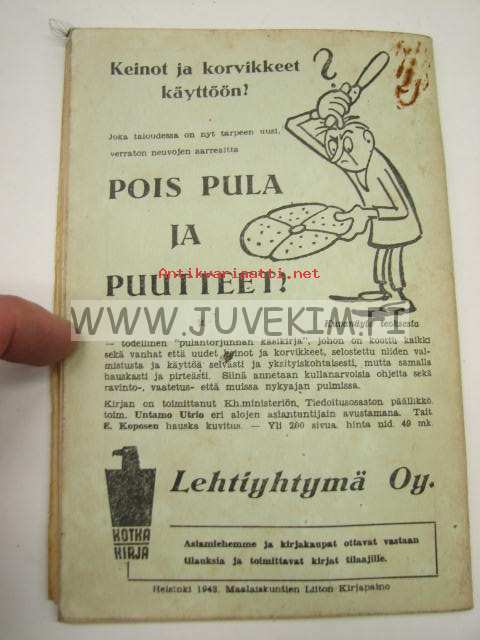 Keinot ja korvikkeet
käyttöön!
?
Joka taloudessa on nyt tarpeen uusi,
verraton neuvojen aarreaitta
POIS PULA
JA
PUUTTEET!
Antikvariaatti.net
WWW.JUVEKIM.FI
Kuvanäyte teoksesta
— todellinen "pulantorjunnan käsikirja", johon on koottu kaikki
sekä vanhat että uudet keinot ja korvikkeet, selostettu niiden val-
mistusta ja käyttöä selvästi ja yksityiskohtaisesti, mutta samalla
hauskasti ja pirteästi. Siinä annetaan kullanarvoisia ohjeita sekä
ravinto-, vaatetus- että muissa nykyajan pulmissa.
Kirjan on toimittanut Kh.ministeriön, Tiedoitusosaston päällikkö,
toim. Untamo Utrio eri alojen asiantuntijain avustamana. Tait
E. Koposen hauska kuvitus. — Yli 200 sivua, hinta nid. 49 mk.
Lehtiyhtymä Oy.
KOTKA
KIRJA
Asiamiehemme ja kirjakaupat ottavat vastaan
tilauksia ja toimittavat kirjat tilaajille.
Helsinki 1943. Maalaiskuntien Liiton Kirjapaino